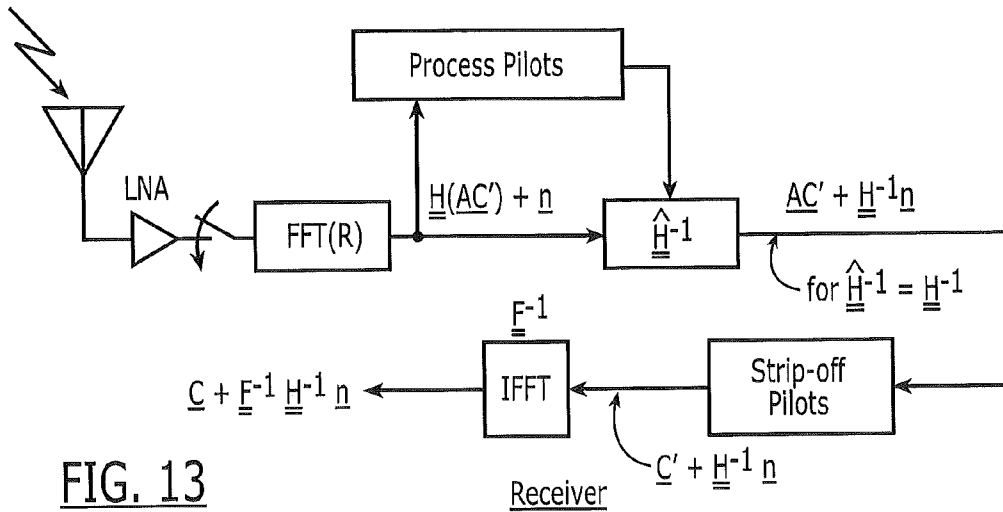 Process Pilots
LNA
FFT(R)
H(AC') + n
Ĥ-1
AC' + H-1n
for Ĥ-1 = H-1
F-1
IFFT
Strip-off
Pilots
C + F-1 H-1 n
C' + H-1 n
FIG. 13
Receiver